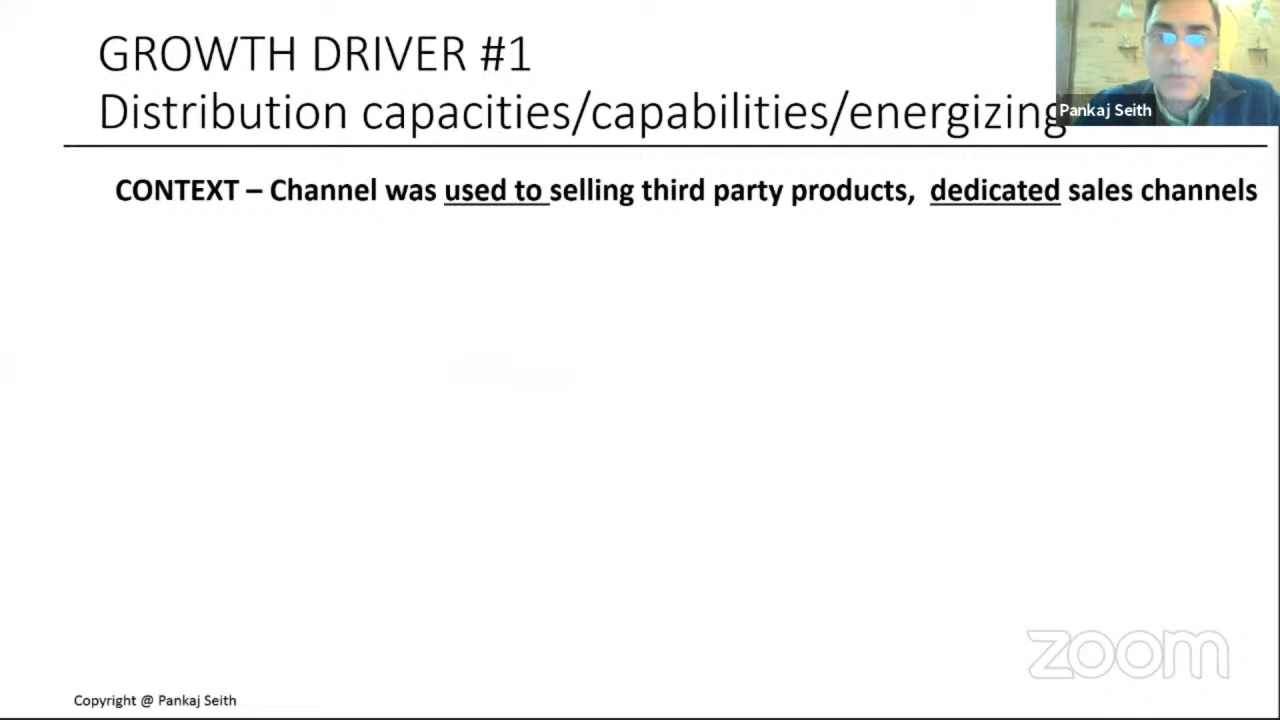 GROWTH DRIVER #1
Distribution capacities/capabilities/energizing
Pankaj Seith
CONTEXT – Channel was used to selling third party products, dedicated sales channels
zoom
Copyright @ Pankaj Seith